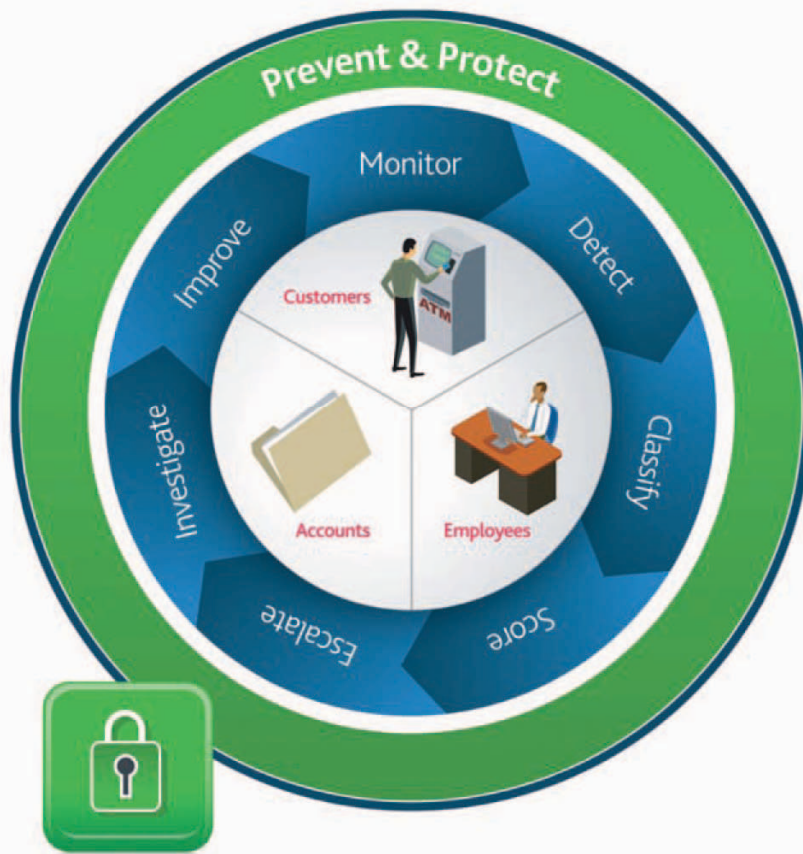 Prevent & Protect
Monitor
Detect
Classify
Score
Escalate
Investigate
Improve
Customers
ATM
Accounts
Employees